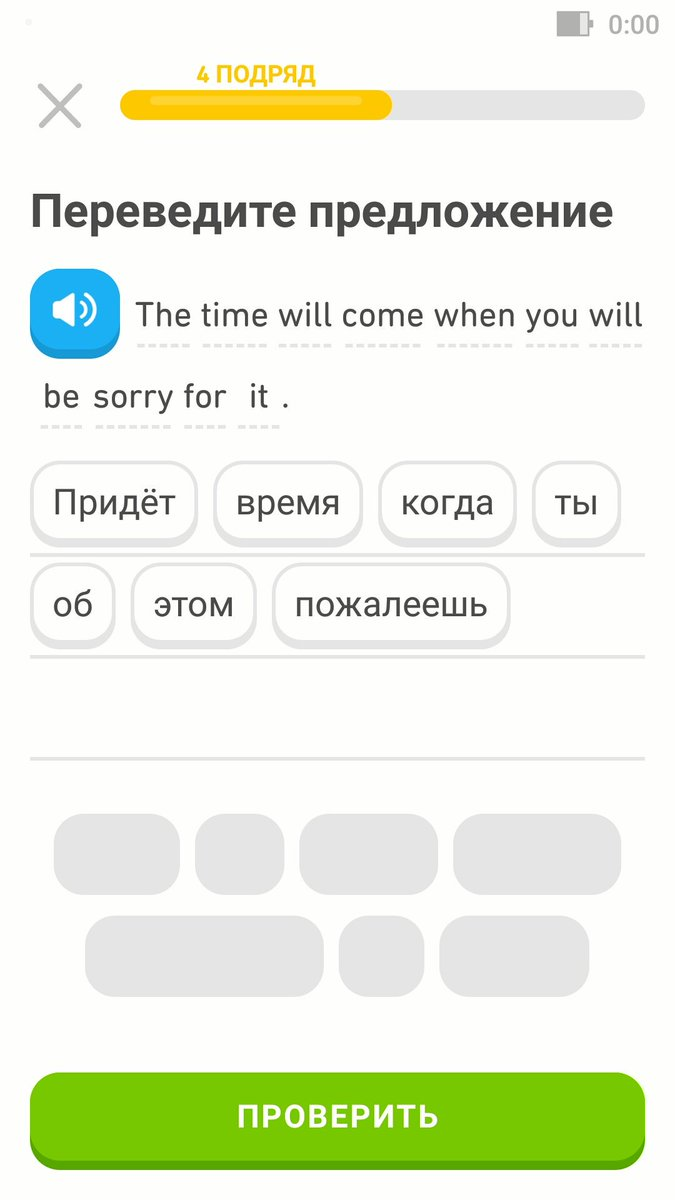 0:00
4 ПОДРЯД
Переведите предложение
The time will come when you will
be sorry for it .
Придёт время когда ты
об этом пожалеешь
ПРОВЕРИТЬ